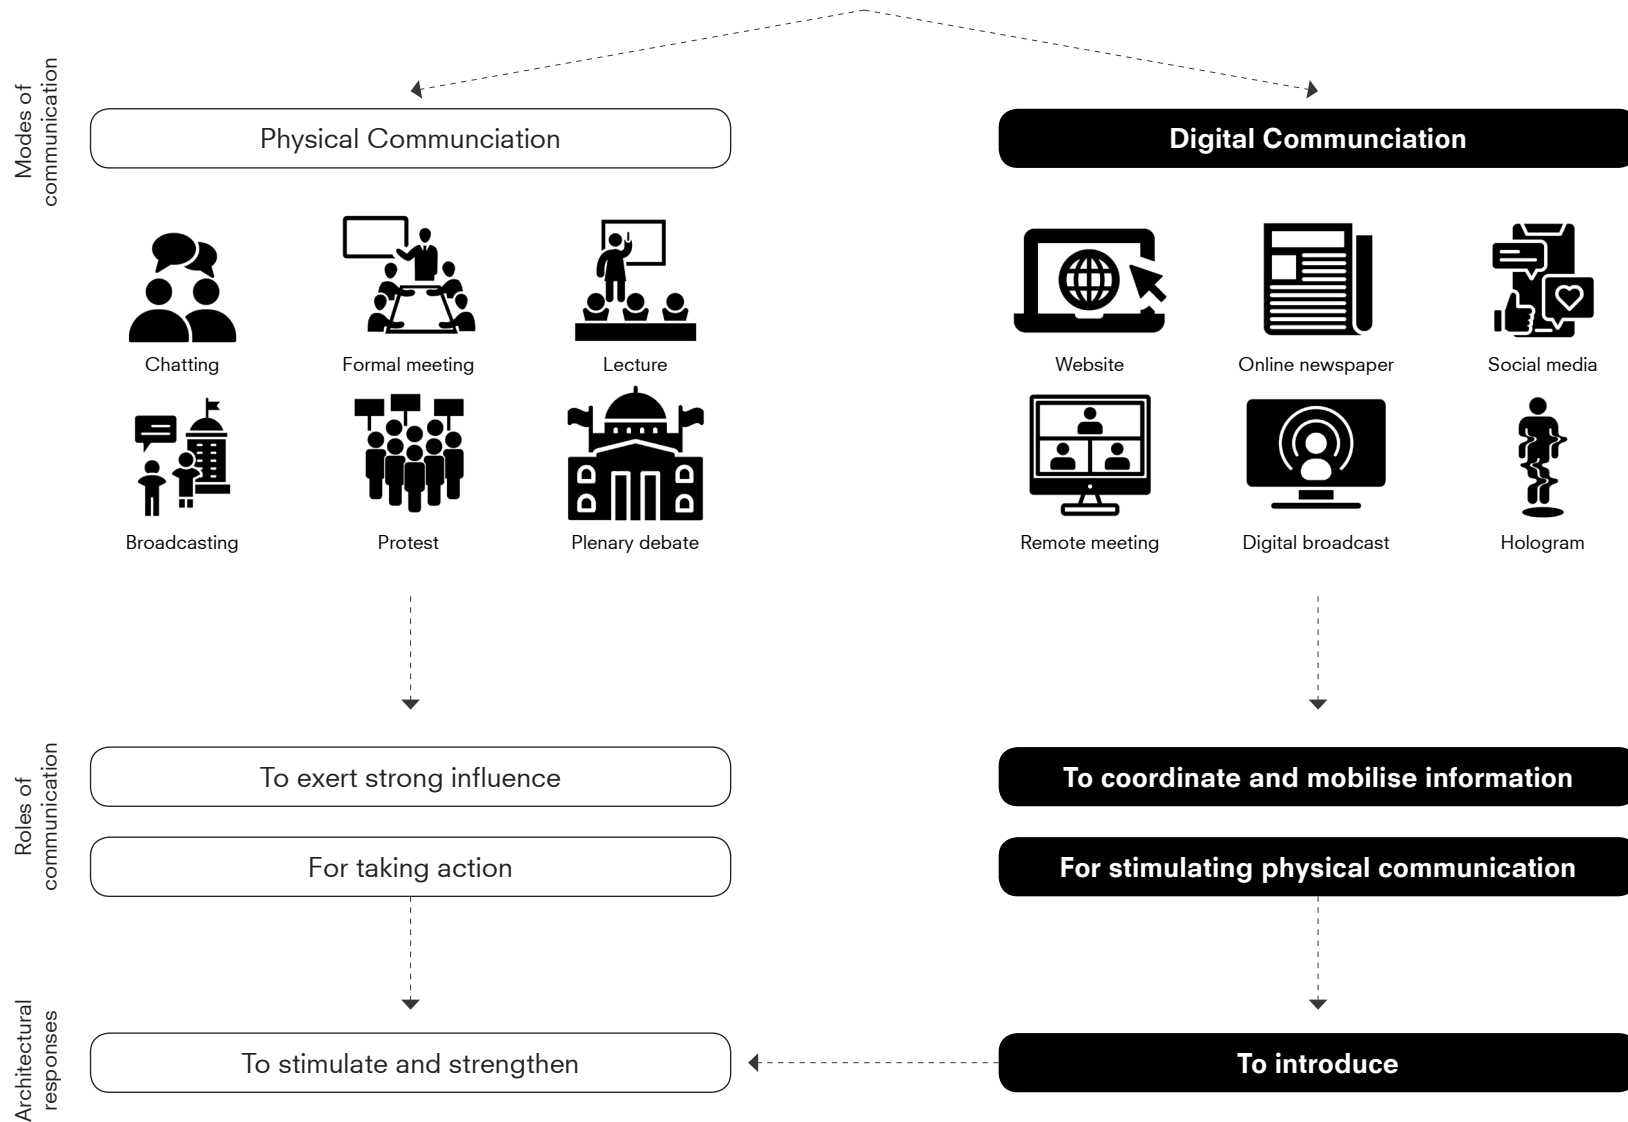 Modes of
communication
Physical Communciation
Digital Communciation
Chatting
Formal meeting
Lecture
Website
Online newspaper
Social media
Broadcasting
Protest
Plenary debate
Remote meeting
Digital broadcast
Hologram
Roles of
communication
To exert strong influence
To coordinate and mobilise information
For taking action
For stimulating physical communication
Architectural
responses
To stimulate and strengthen
To introduce